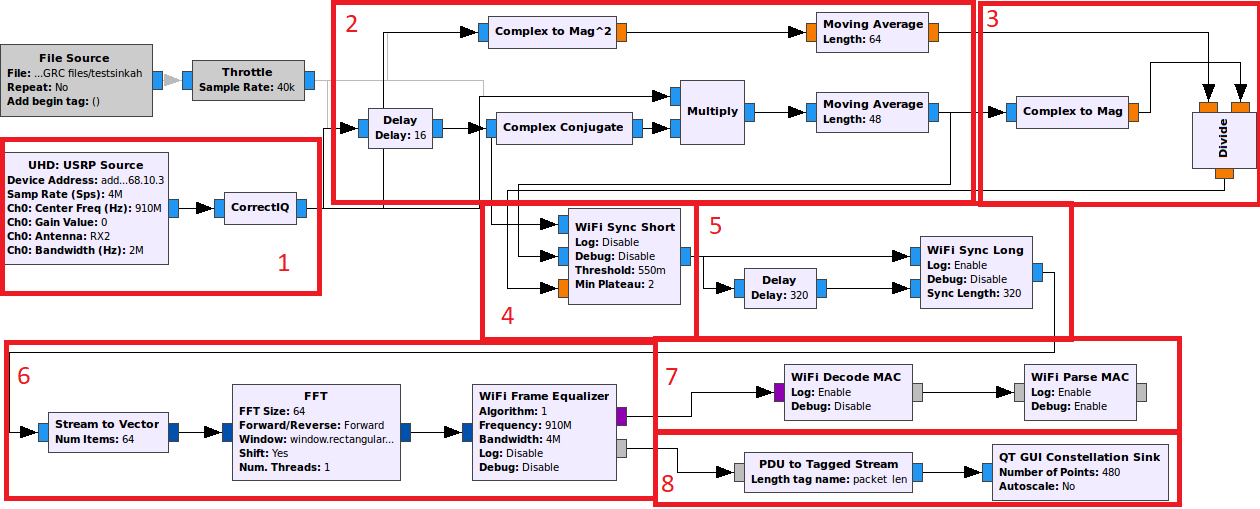 File Source
File: ...GRC files/testsinkah
Repeat: No
Add begin tag: ()
Throttle
Sample Rate: 40k
1
UHD: USRP Source
Device Address: add...68.10.3
Samp Rate (Sps): 4M
Ch0: Center Freq (Hz): 910M
Ch0: Gain Value: 0
Ch0: Antenna: RX2
Ch0: Bandwidth (Hz): 2M
CorrectIQ
2
Complex to Mag^2
Moving Average
Length: 64
Delay
Delay: 16
Complex Conjugate
Multiply
Moving Average
Length: 48
3
Complex to Mag
Divide
4
WiFi Sync Short
Log: Disable
Debug: Disable
Threshold: 550m
Min Plateau: 2
5
Delay
Delay: 320
WiFi Sync Long
Log: Enable
Debug: Disable
Sync Length: 320
6
Stream to Vector
Num Items: 64
FFT
FFT Size: 64
Forward/Reverse: Forward
Window: window.rectangular...
Shift: Yes
Num. Threads: 1
WiFi Frame Equalizer
Algorithm: 1
Frequency: 910M
Bandwidth: 4M
Log: Disable
Debug: Disable
7
WiFi Decode MAC
Log: Enable
Debug: Disable
WiFi Parse MAC
Log: Enable
Debug: Enable
8
PDU to Tagged Stream
Length tag name: packet_len
QT GUI Constellation Sink
Number of Points: 480
Autoscale: No